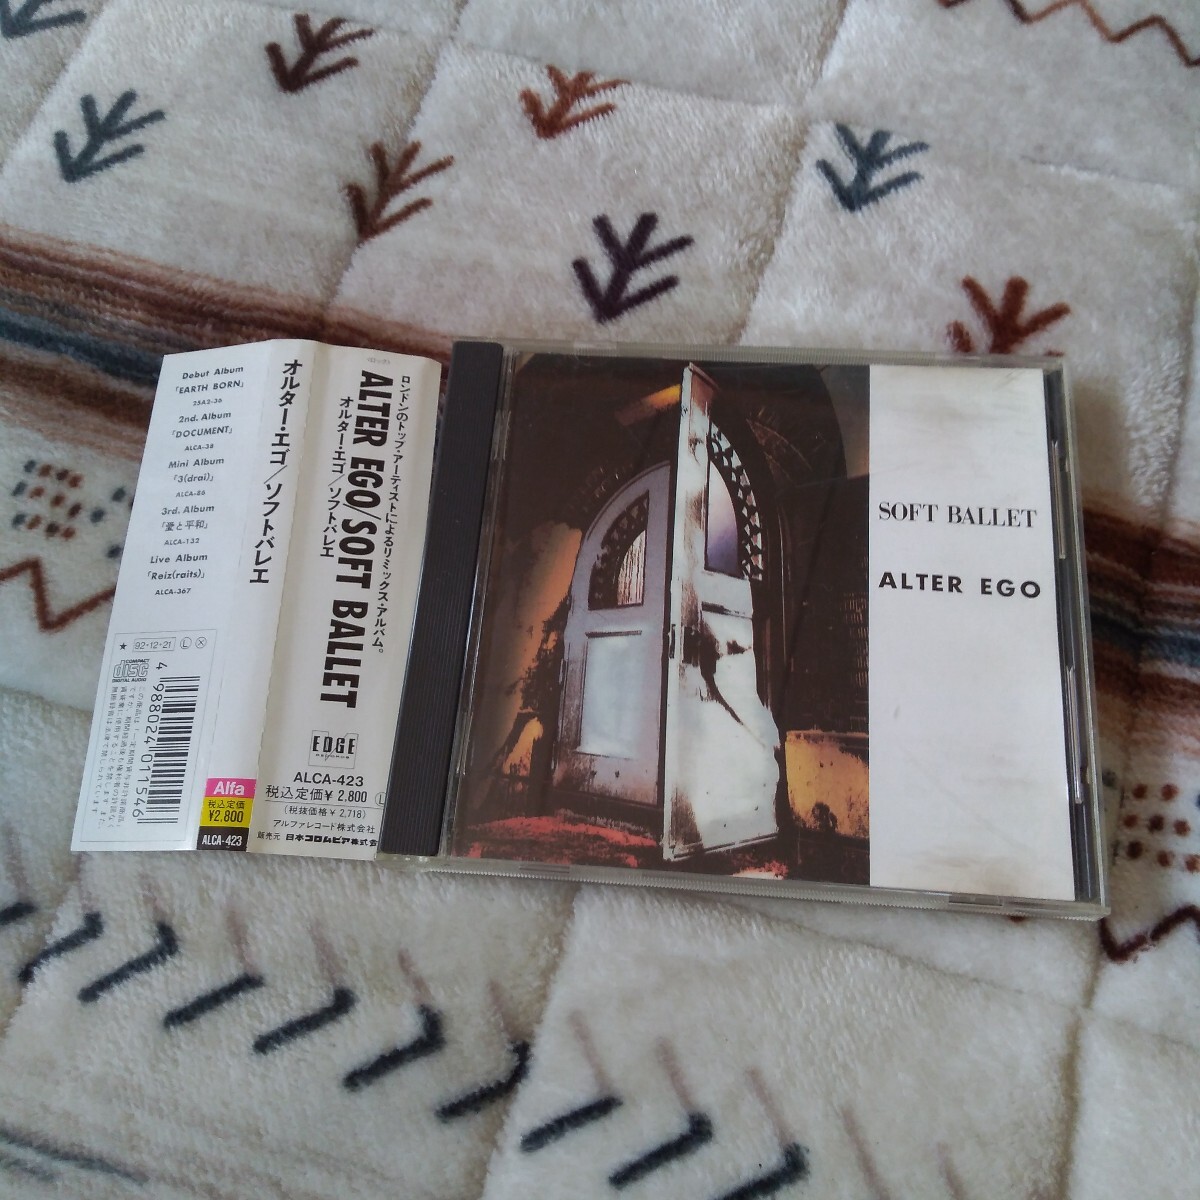 Debut Album
「EARTH BORN」
25A2-36
2nd. Album
「DOCUMENT」
ALCA-38
Mini Album
「3(drai)」
ALCA-86
3rd. Album
「愛と平和」
ALCA-132
Live Album
「Reiz(raits)」
ALCA-367
★ 92・12・21 Ⓛ Ⓧ
COMPACT
disc
DIGITAL AUDIO
4 988024 011546
オルター・エゴ／ソフトバレエ
Alfa
税込定価
¥2,800
ALCA-423
ロンドンのトップ・アーティストによるリミックス・アルバム。
ALTER EGO/SOFT BALLET
オルター・エゴ／ソフトバレエ
EDGE
ALCA-423
税込定価¥2,800 Ⓛ
(税抜価格¥2,718)
アルファレコード株式会社
販売元 日本コロムビア株式会
SOFT BALLET
ALTER EGO